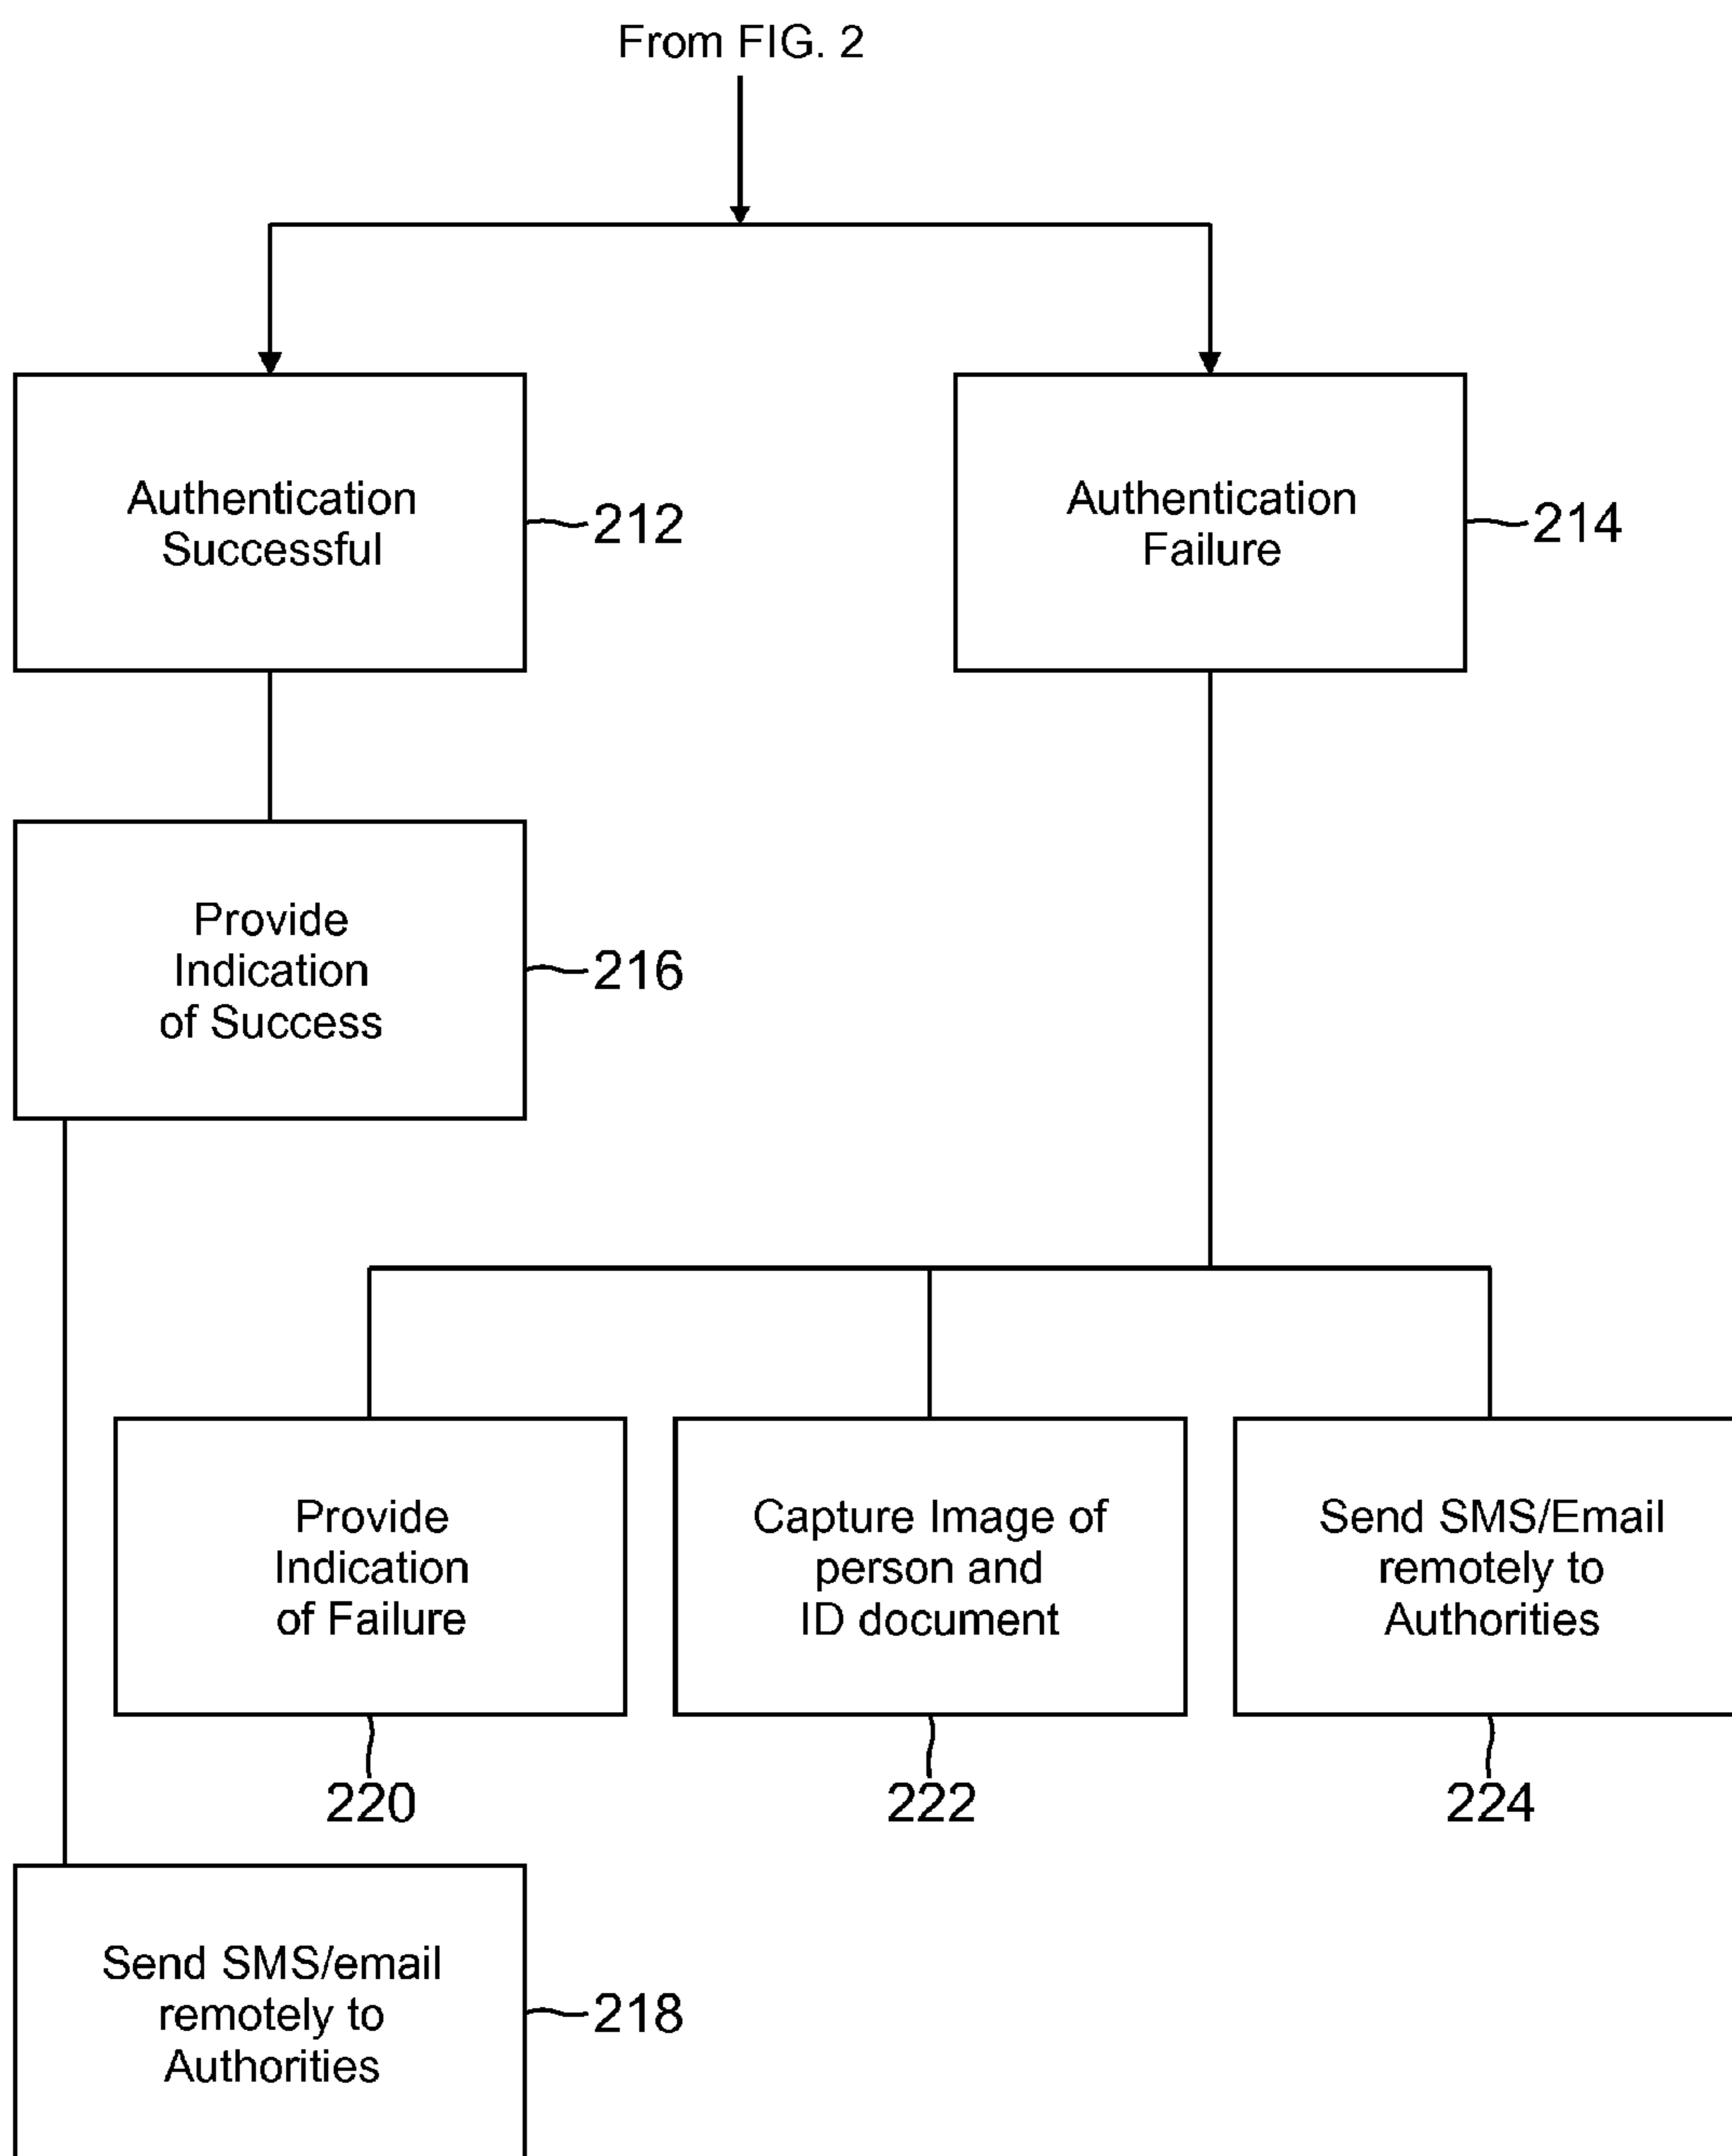 From FIG. 2
Authentication
Successful
212
Authentication
Failure
214
Provide
Indication
of Success
216
Provide
Indication
of Failure
220
Capture Image of
person and
ID document
222
Send SMS/Email
remotely to
Authorities
224
Send SMS/email
remotely to
Authorities
218